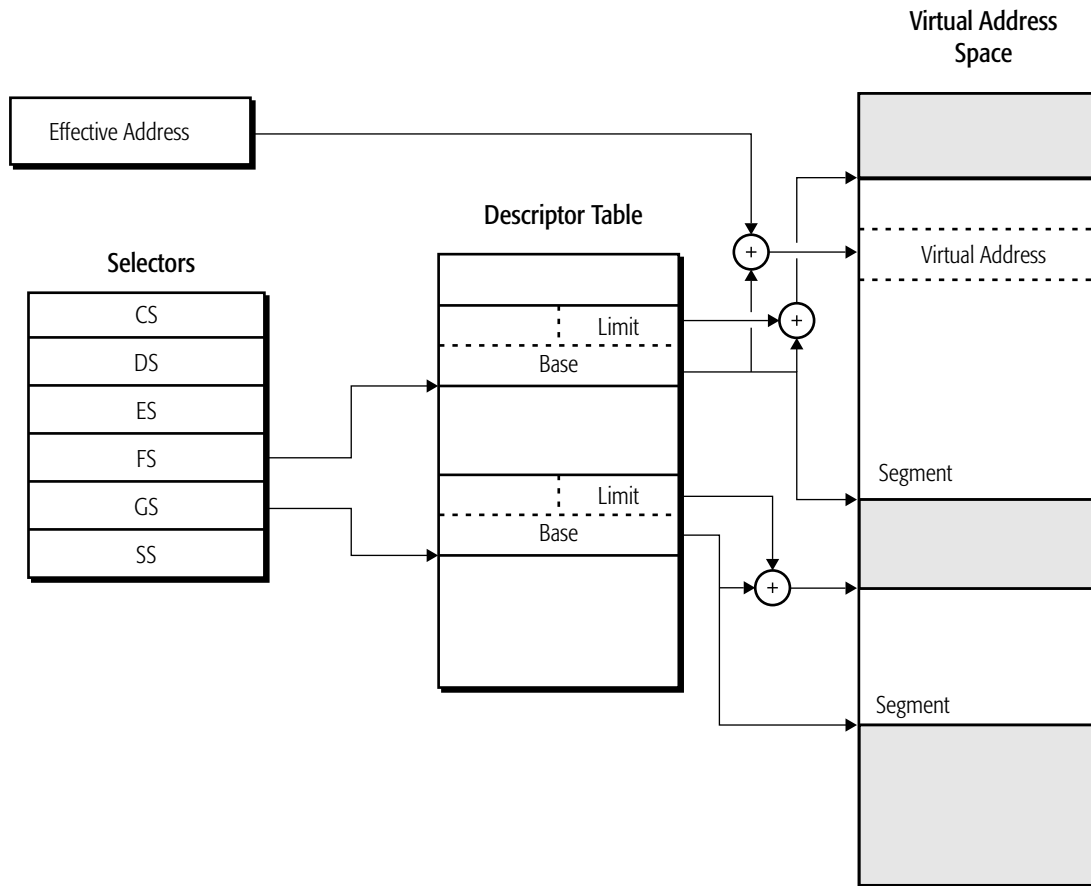 Virtual Address
Space
Effective Address
Descriptor Table
Selectors
Virtual Address
CS
DS
ES
FS
GS
SS
Limit
Base
Limit
Base
+
+
+
Segment
Segment